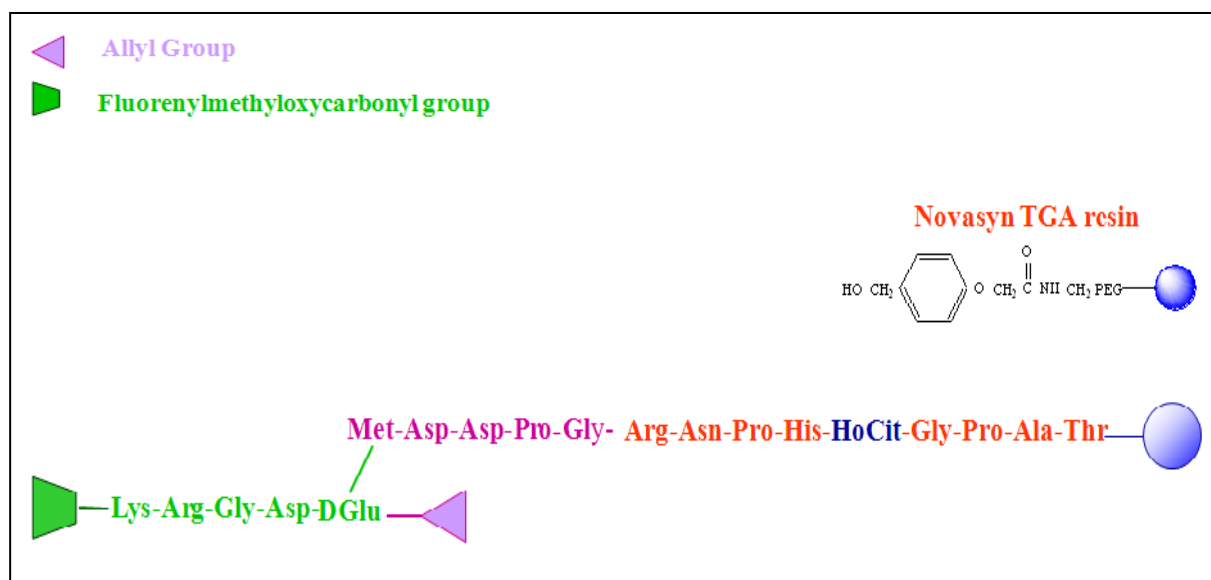 Allyl Group
Fluorenylmethyloxycarbonyl group
Novasyn TGA resin
O
HO CH2 O CH2 C NH CH2 PEG
Met-Asp-Asp-Pro-Gly- Arg-Asn-Pro-His-HoCit-Gly-Pro-Ala-Thr
Lys-Arg-Gly-Asp-DGlu